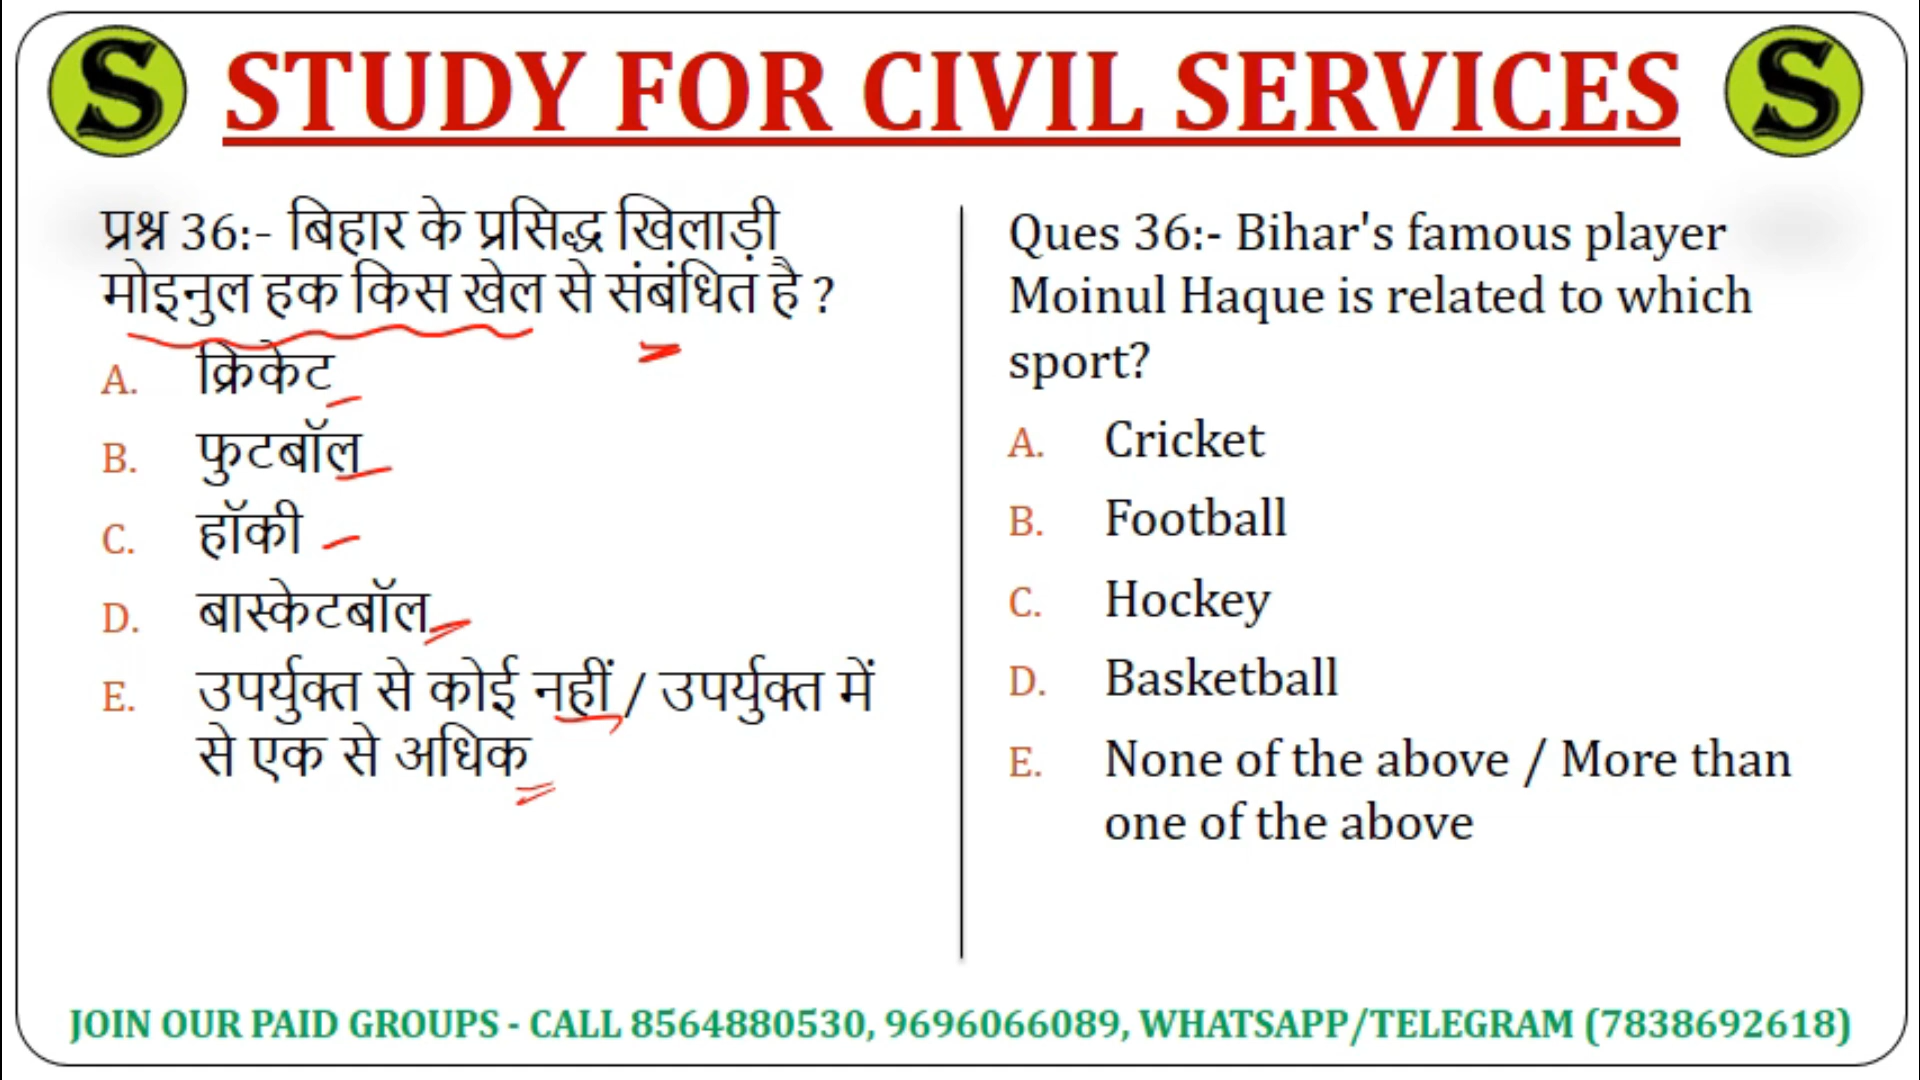 S STUDY FOR CIVIL SERVICES S
प्रश्न 36:- बिहार के प्रसिद्ध खिलाड़ी
मोइनुल हक किस खेल से संबंधित है ?
A. क्रिकेट
B. फुटबॉल
C. हॉकी
D. बास्केटबॉल
E. उपर्युक्त से कोई नहीं / उपर्युक्त में
से एक से अधिक
Ques 36:- Bihar's famous player
Moinul Haque is related to which
sport?
A. Cricket
B. Football
C. Hockey
D. Basketball
E. None of the above / More than
one of the above
JOIN OUR PAID GROUPS - CALL 8564880530, 9696066089, WHATSAPP/TELEGRAM (7838692618)